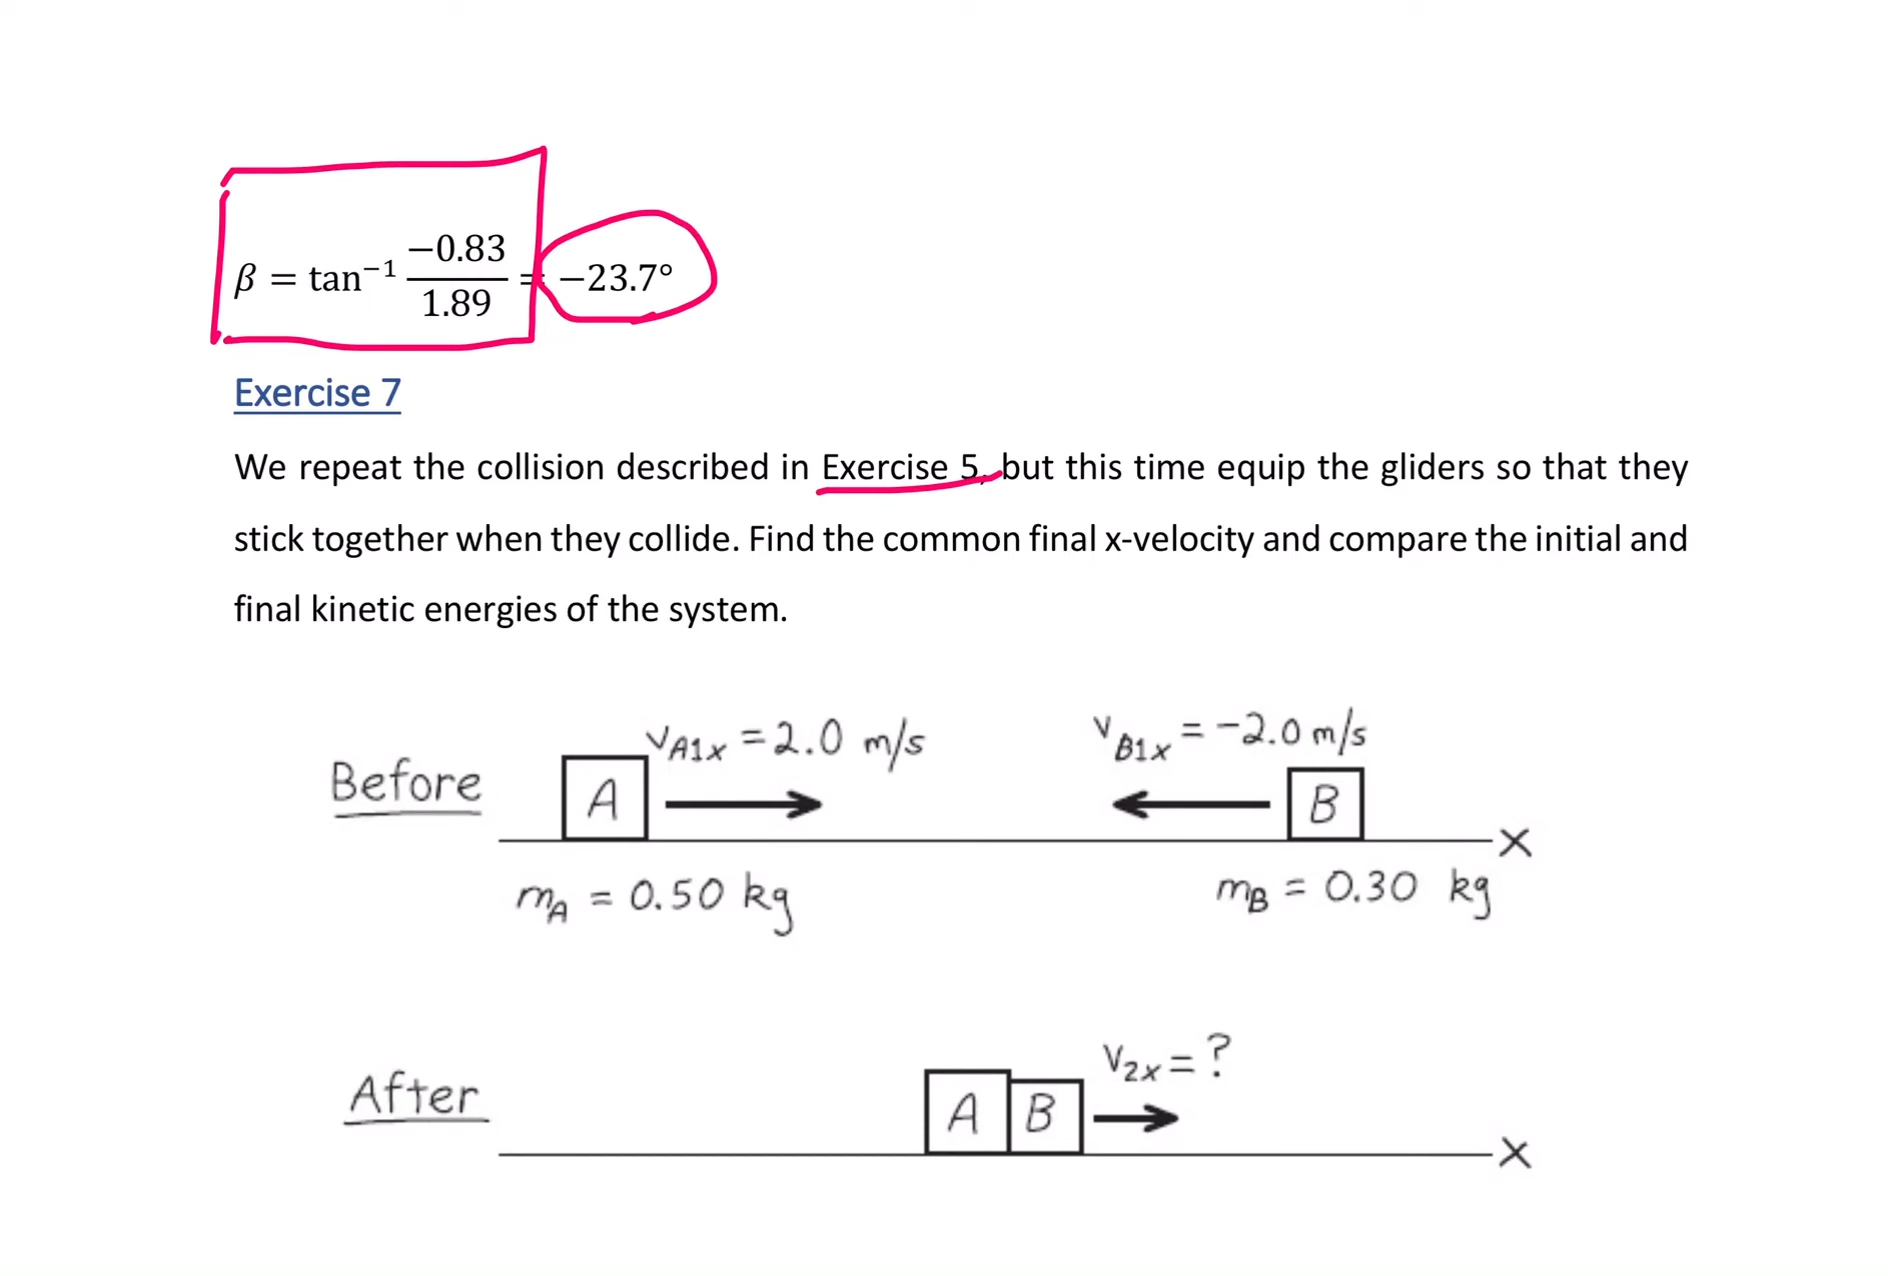 β = tan⁻¹ −0.83/1.89 = −23.7°
Exercise 7
We repeat the collision described in Exercise 5, but this time equip the gliders so that they
stick together when they collide. Find the common final x-velocity and compare the initial and
final kinetic energies of the system.
vA1x = 2.0 m/s vB1x = -2.0 m/s
Before A B
x
mA = 0.50 kg mB = 0.30 kg
v2x = ?
After A B
x